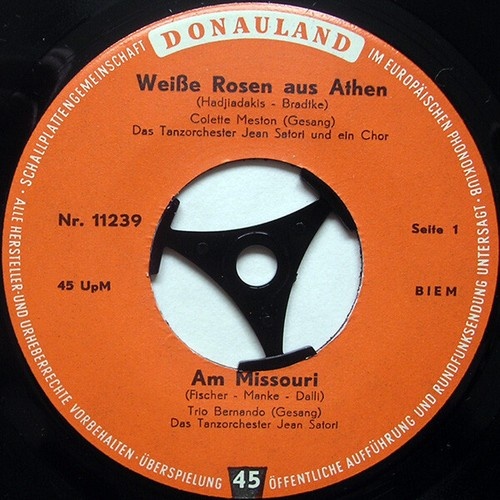 DONAULAND
SCHALLPLATTENGEMEINSCHAFT
IM EUROPÄISCHEN PHONOKLUB
Weiße Rosen aus Athen
(Hadjiadakis - Bradtke)
Colette Meston (Gesang)
Das Tanzorchester Jean Satori und ein Chor
Nr. 11239
Seite 1
45 UpM
BIEM
Am Missouri
(Fischer - Manke - Dalli)
Trio Bernando (Gesang)
Das Tanzorchester Jean Satori
· ALLE HERSTELLER- UND URHEBERRECHTE VORBEHALTEN · ÜBERSPIELUNG
45
ÖFFENTLICHE AUFFÜHRUNG UND RUNDFUNKSENDUNG UNTERSAGT ·